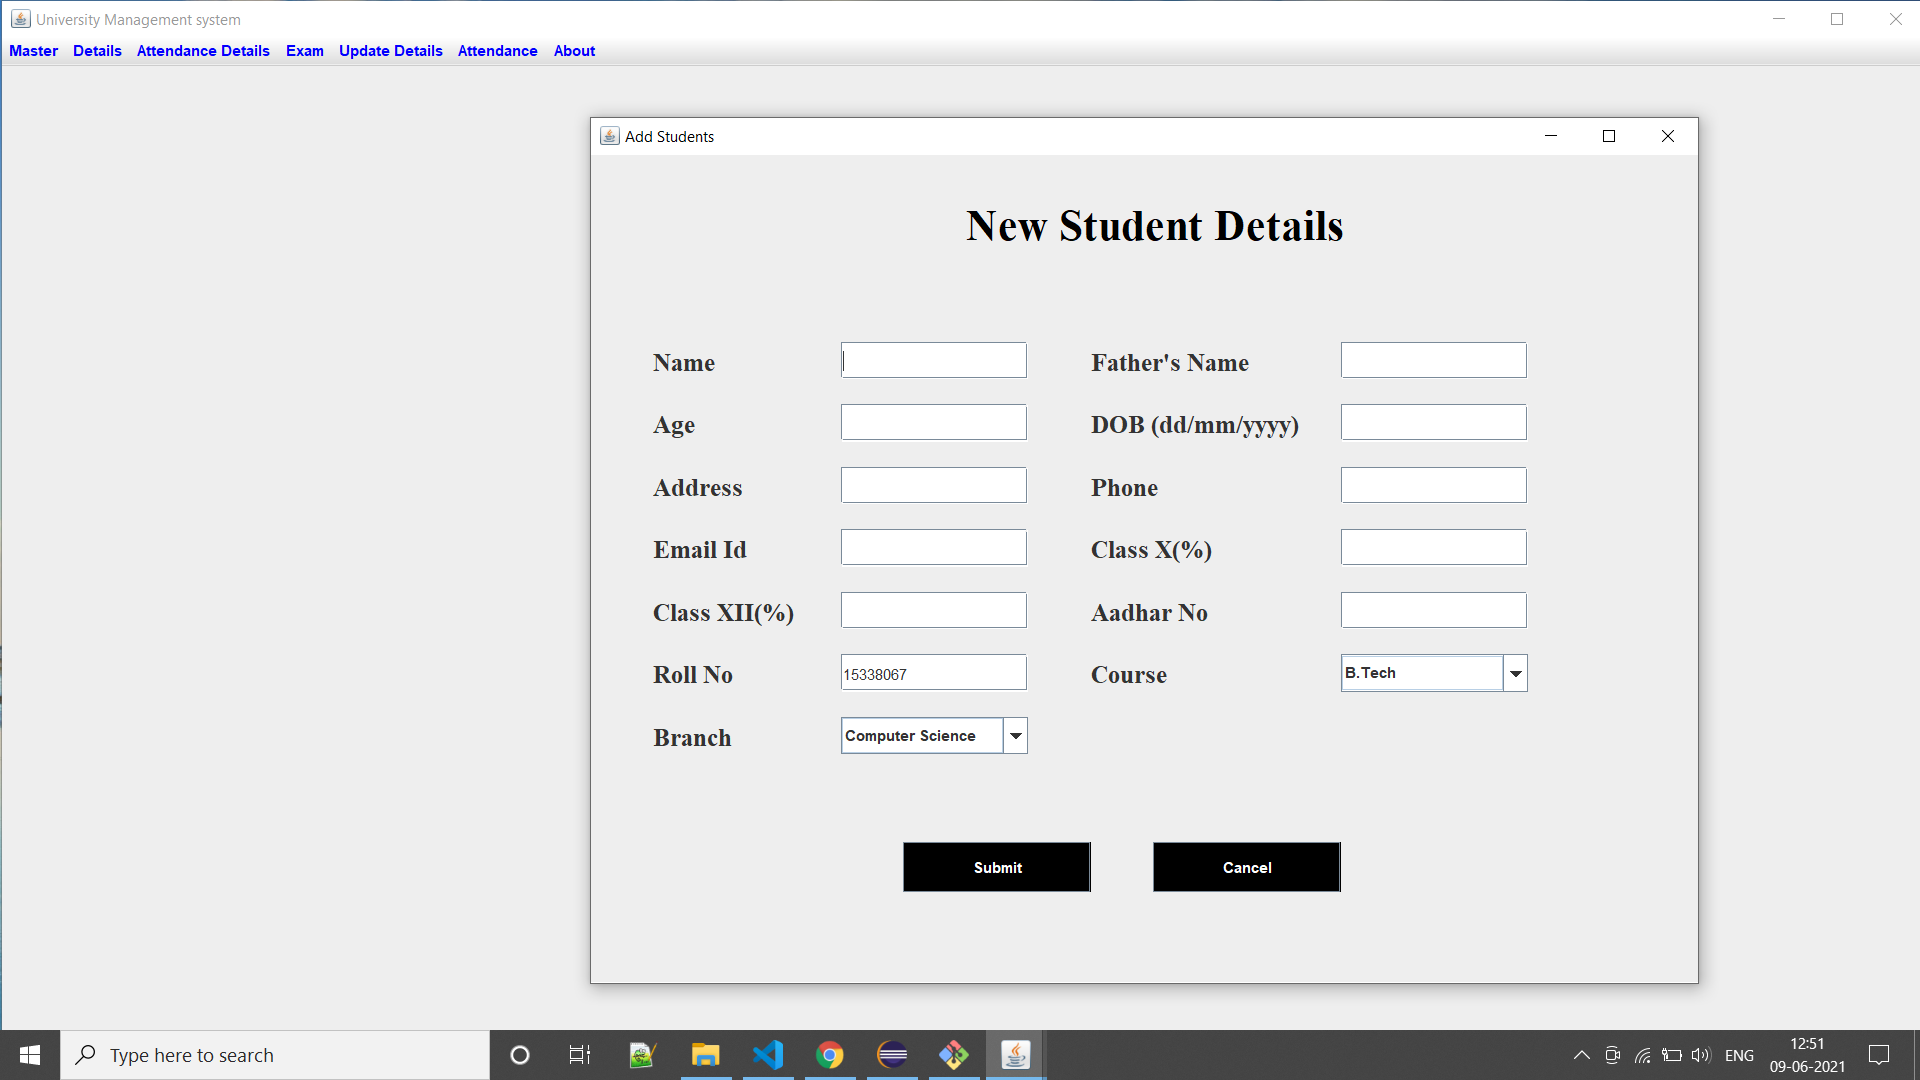 University Management system
Master Details Attendance Details Exam Update Details Attendance About
Add Students
New Student Details
Name Father's Name
Age DOB (dd/mm/yyyy)
Address Phone
Email Id Class X(%)
Class XII(%) Aadhar No
Roll No 15338067 Course B.Tech
Branch Computer Science
Submit Cancel
Type here to search ENG 12:51
09-06-2021